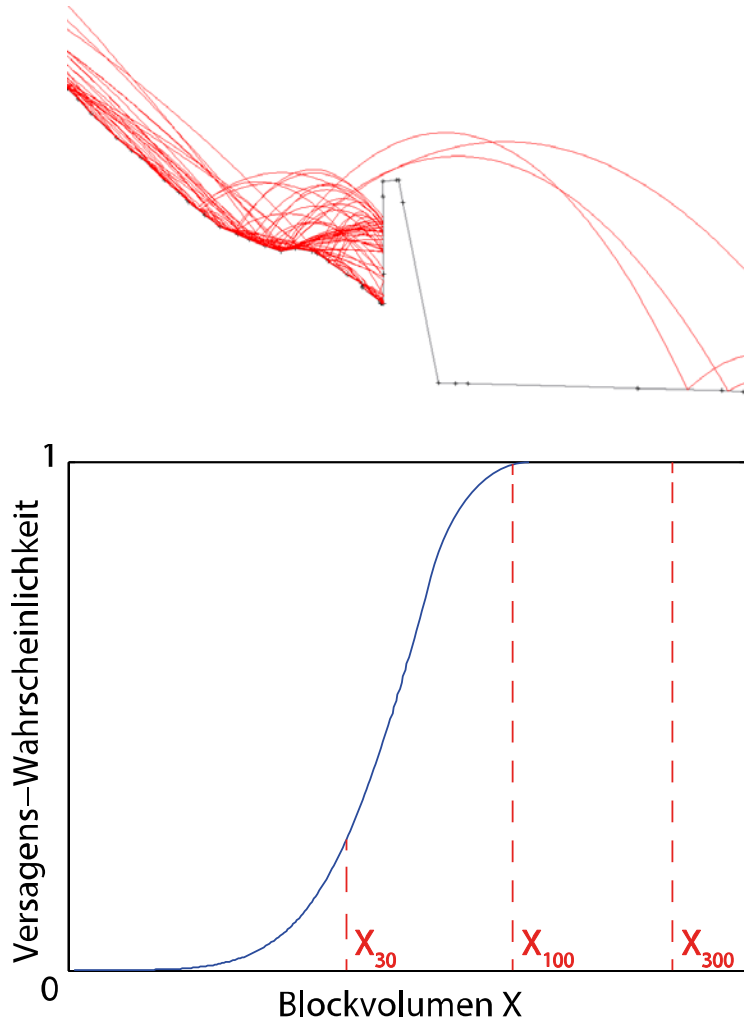 1
Versagens–Wahrscheinlichkeit
X30
X100
X300
0
Blockvolumen X